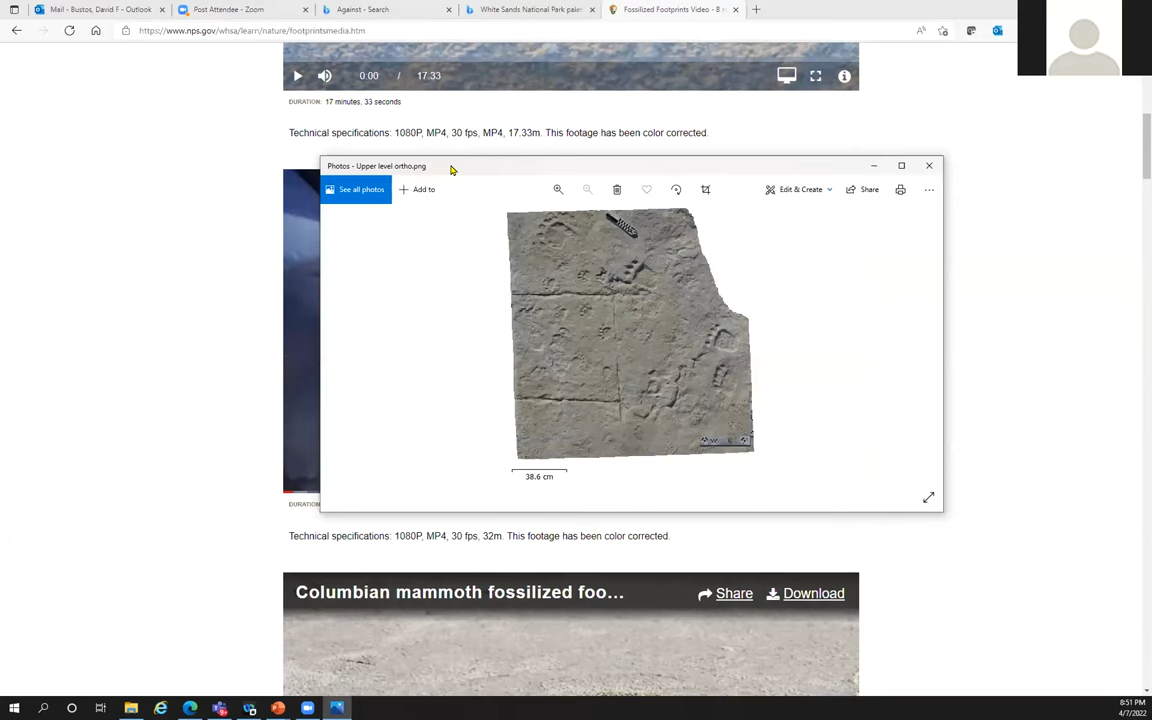 Mail - Bustos, David F - Outlook
Post Attendee - Zoom
Against - Search
White Sands National Park pale
Fossilized Footprints Video - B
https://www.nps.gov/whsa/learn/nature/footprintsmedia.htm
0:00 / 17:33
DURATION: 17 minutes, 33 seconds
Technical specifications: 1080P, MP4, 30 fps, MP4, 17.33m. This footage has been color corrected.
Photos - Upper level ortho.png
See all photos
Add to
Edit & Create
Share
38.6 cm
DURATION
Technical specifications: 1080P, MP4, 30 fps, 32m. This footage has been color corrected.
Columbian mammoth fossilized foo...
Share
Download
8:51 PM
4/7/2022